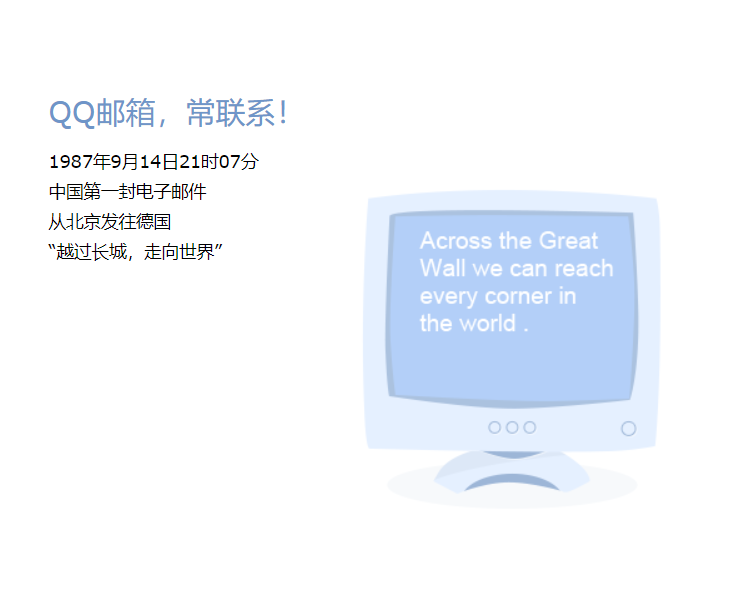 QQ邮箱，常联系！
1987年9月14日21时07分
中国第一封电子邮件
从北京发往德国
“越过长城，走向世界”
Across the Great
Wall we can reach
every corner in
the world .